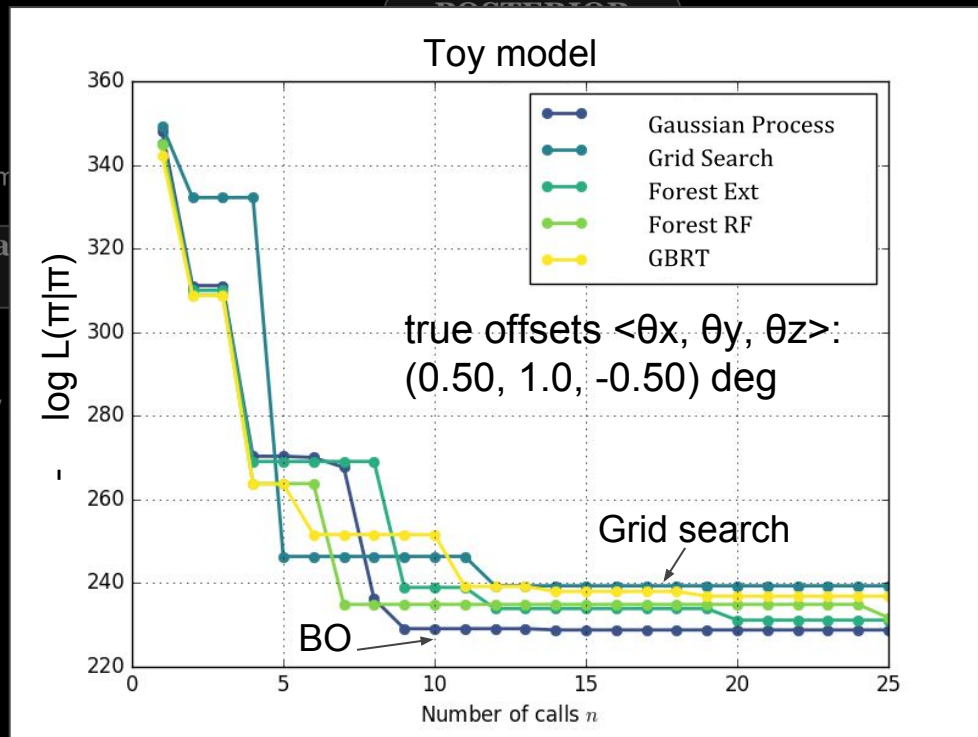 POSTERIOR
Toy model
360
340
320
300
280
260
240
220
- log L(π|π)
Gaussian Process
Grid Search
Forest Ext
Forest RF
GBRT
true offsets <θx, θy, θz>:
(0.50, 1.0, -0.50) deg
Grid search
BO
0 5 10 15 20 25
Number of calls n